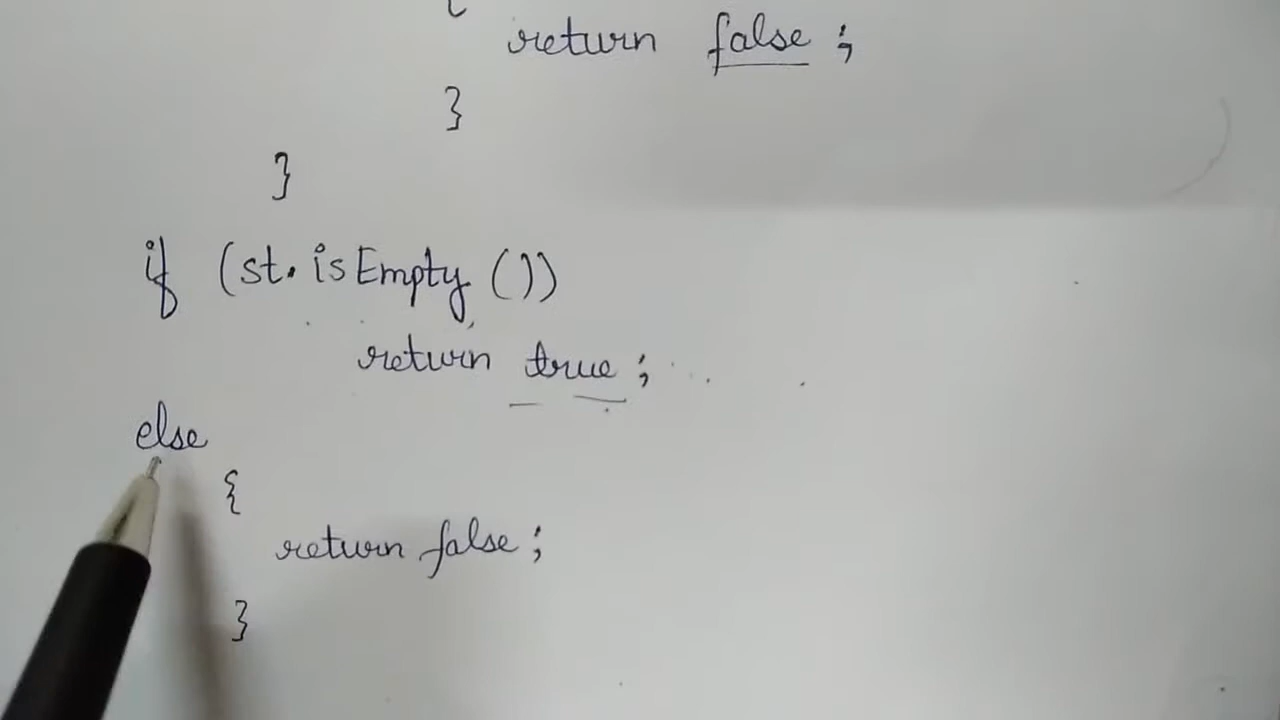 {
return false ;
}
}
if (st. isEmpty ())
return true ;
else
{
return false ;
}